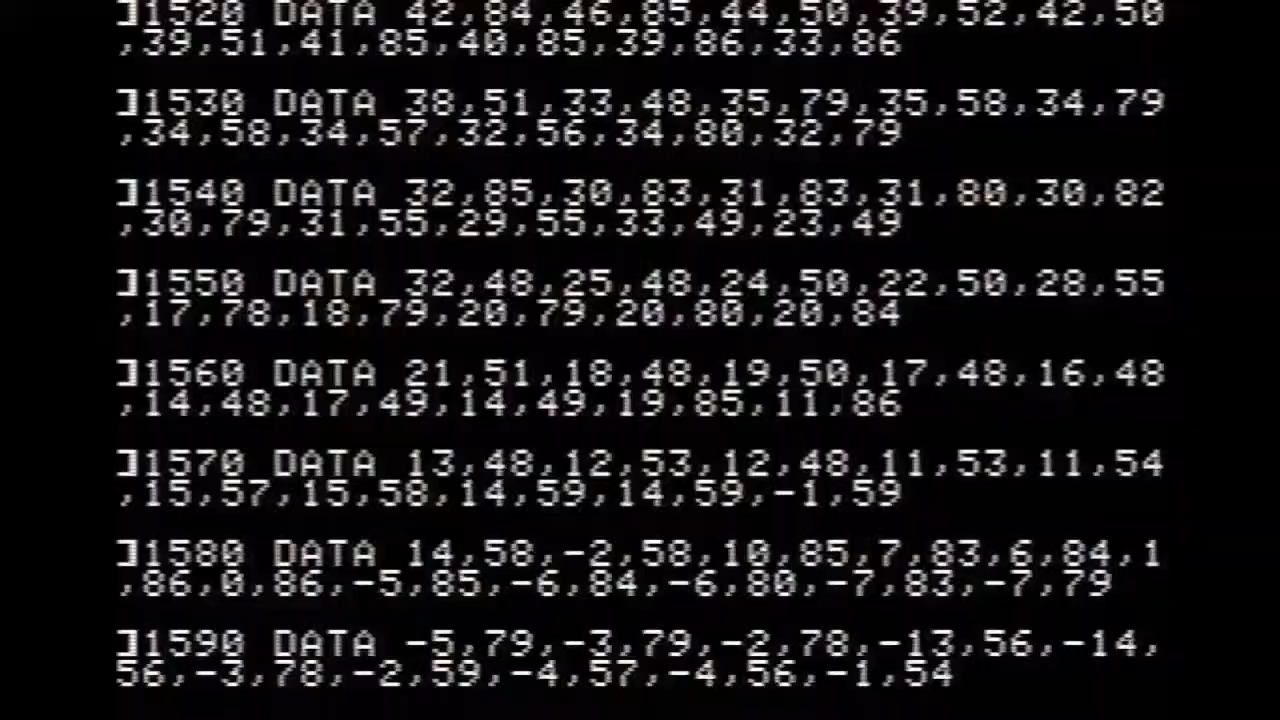 ]1520 DATA 42,84,46,85,44,50,39,52,42,50
,39,51,41,85,40,85,39,86,33,86
]1530 DATA 38,51,33,48,35,79,35,58,34,79
,34,58,34,57,32,56,34,80,32,79
]1540 DATA 32,85,30,83,31,83,31,80,30,82
,30,79,31,55,29,55,33,49,23,49
]1550 DATA 32,48,25,48,24,50,22,50,28,55
,17,78,18,79,20,79,20,80,20,84
]1560 DATA 21,51,18,48,19,50,17,48,16,48
,14,48,17,49,14,49,19,85,11,86
]1570 DATA 13,48,12,53,12,48,11,53,11,54
,15,57,15,58,14,59,14,59,-1,59
]1580 DATA 14,58,-2,58,10,85,7,83,6,84,1
,86,0,86,-5,85,-6,84,-6,80,-7,83,-7,79
]1590 DATA -5,79,-3,79,-2,78,-13,56,-14,
56,-3,78,-2,59,-4,57,-4,56,-1,54